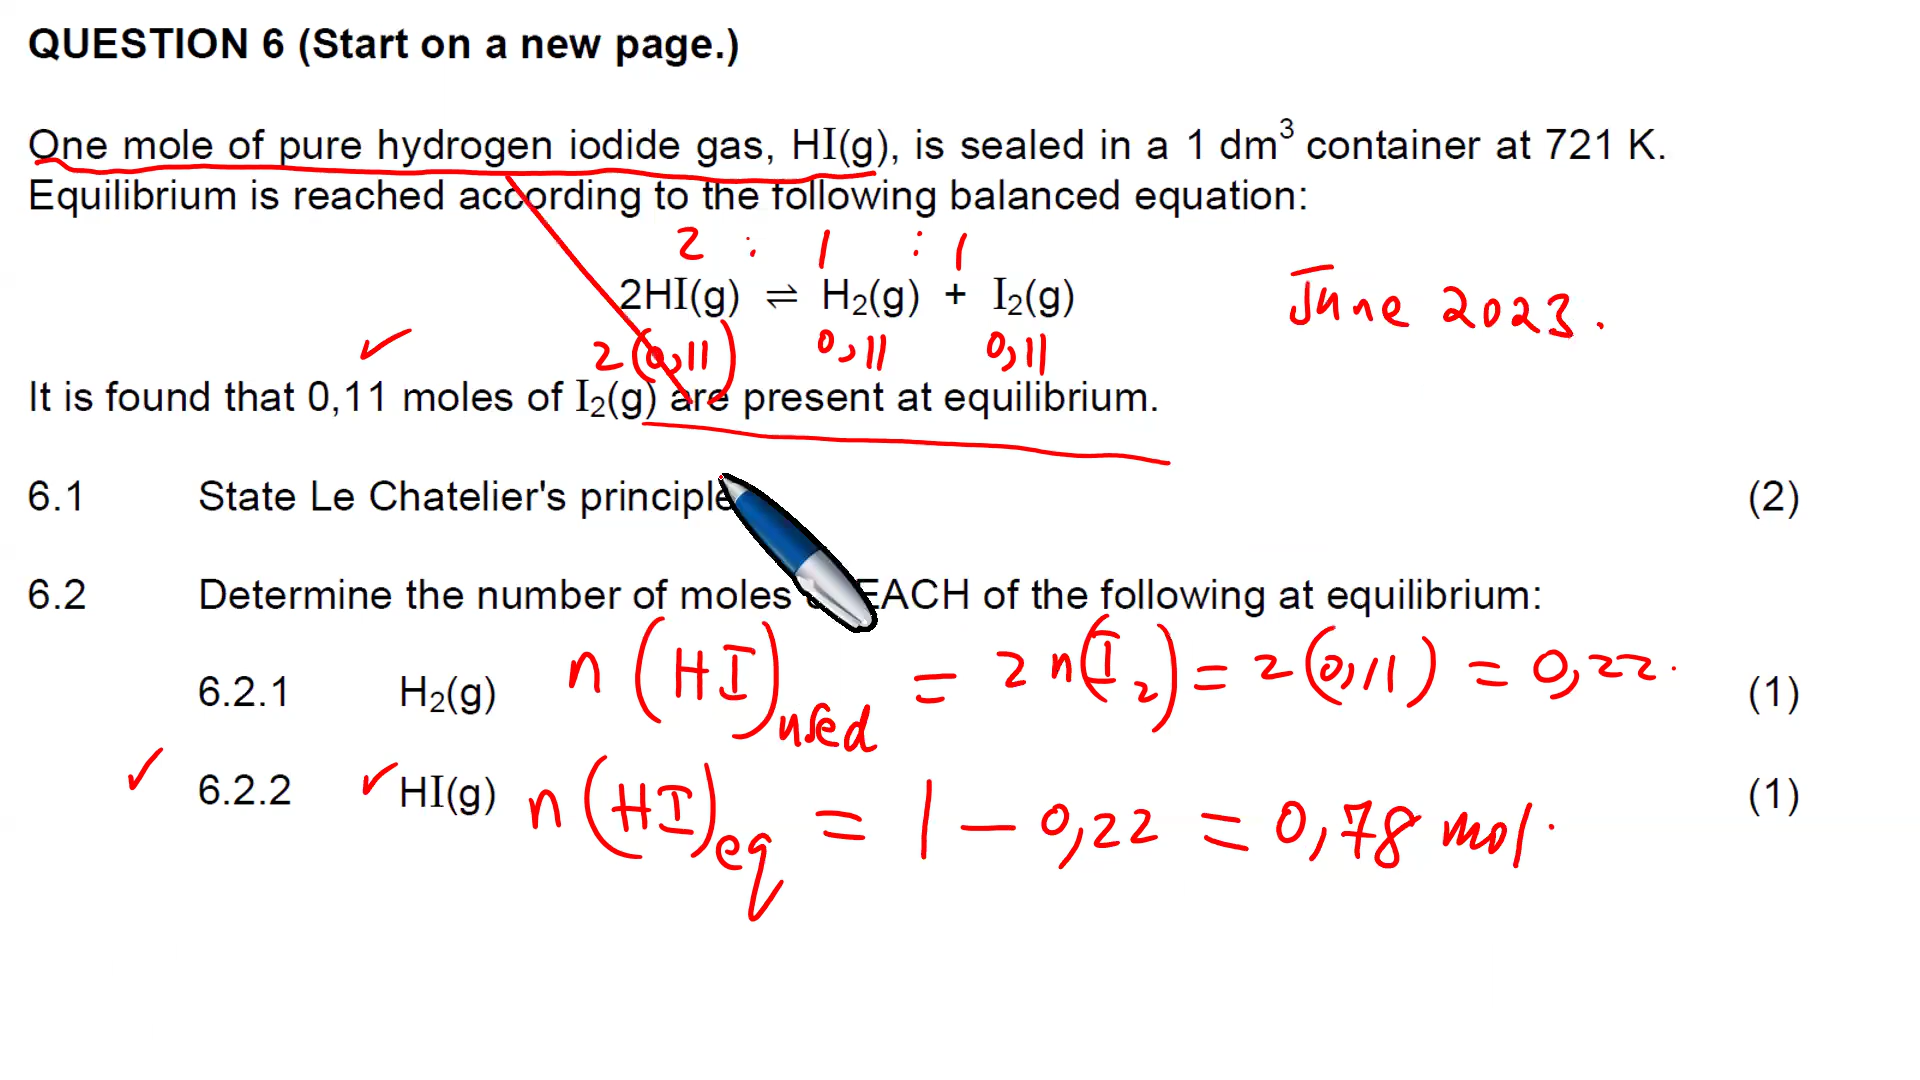 QUESTION 6 (Start on a new page.)
One mole of pure hydrogen iodide gas, HI(g), is sealed in a 1 dm³ container at 721 K.
Equilibrium is reached according to the following balanced equation:
2 : 1 : 1
2HI(g) ⇌ H₂(g) + I₂(g)
June 2023.
2(0,11) 0,11 0,11
It is found that 0,11 moles of I₂(g) are present at equilibrium.
6.1 State Le Chatelier's principle (2)
6.2 Determine the number of moles EACH of the following at equilibrium:
6.2.1 H₂(g) n(HI)used = 2n(I₂) = 2(0,11) = 0,22. (1)
6.2.2 HI(g) n(HI)eq = 1 – 0,22 = 0,78 mol. (1)